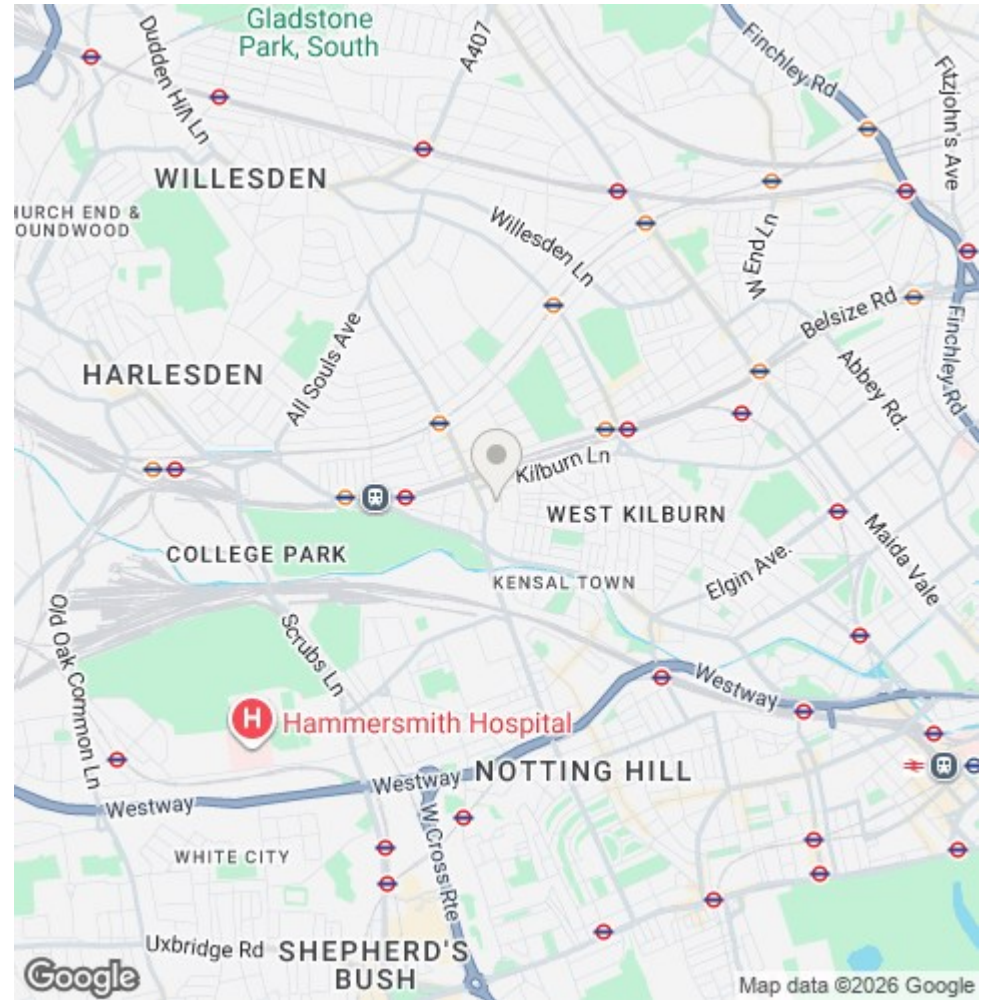 Gladstone
Park, South
Dudden Hill Ln
A407
Finchley Rd
Fitzjohn's Ave
WILLESDEN
HURCH END &
OUNDWOOD
Willesden Ln
W End Ln
Belsize Rd
Finchley Rd
All Souls Ave
HARLESDEN
Abbey Rd.
Kilburn Ln
WEST KILBURN
COLLEGE PARK
Maida Vale
Elgin Ave.
KENSAL TOWN
Old Oak Common Ln
Scrubs Ln
Westway
H
Hammersmith Hospital
NOTTING HILL
Westway
Westway
W Cross Rte
WHITE CITY
Uxbridge Rd
SHEPHERD'S
BUSH
Google
Map data ©2026 Google